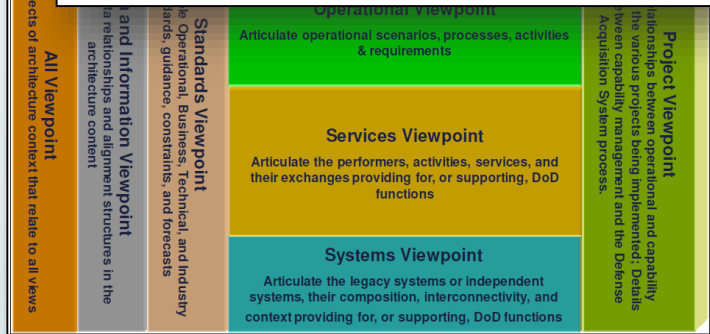 All Viewpoint
ects of architecture context that relate to all views
and Information Viewpoint
ta relationships and alignment structures in the
architecture content
Standards Viewpoint
le Operational, Business, Technical, and Industry
dards, guidance, constraints, and forecasts
Operational Viewpoint
Articulate operational scenarios, processes, activities
& requirements
Services Viewpoint
Articulate the performers, activities, services, and
their exchanges providing for, or supporting, DoD
functions
Systems Viewpoint
Articulate the legacy systems or independent
systems, their composition, interconnectivity, and
context providing for, or supporting, DoD functions
Project Viewpoint
lationships between operational and capability
the various projects being implemented; Details
etween capability management and the Defense
Acquisition System process.